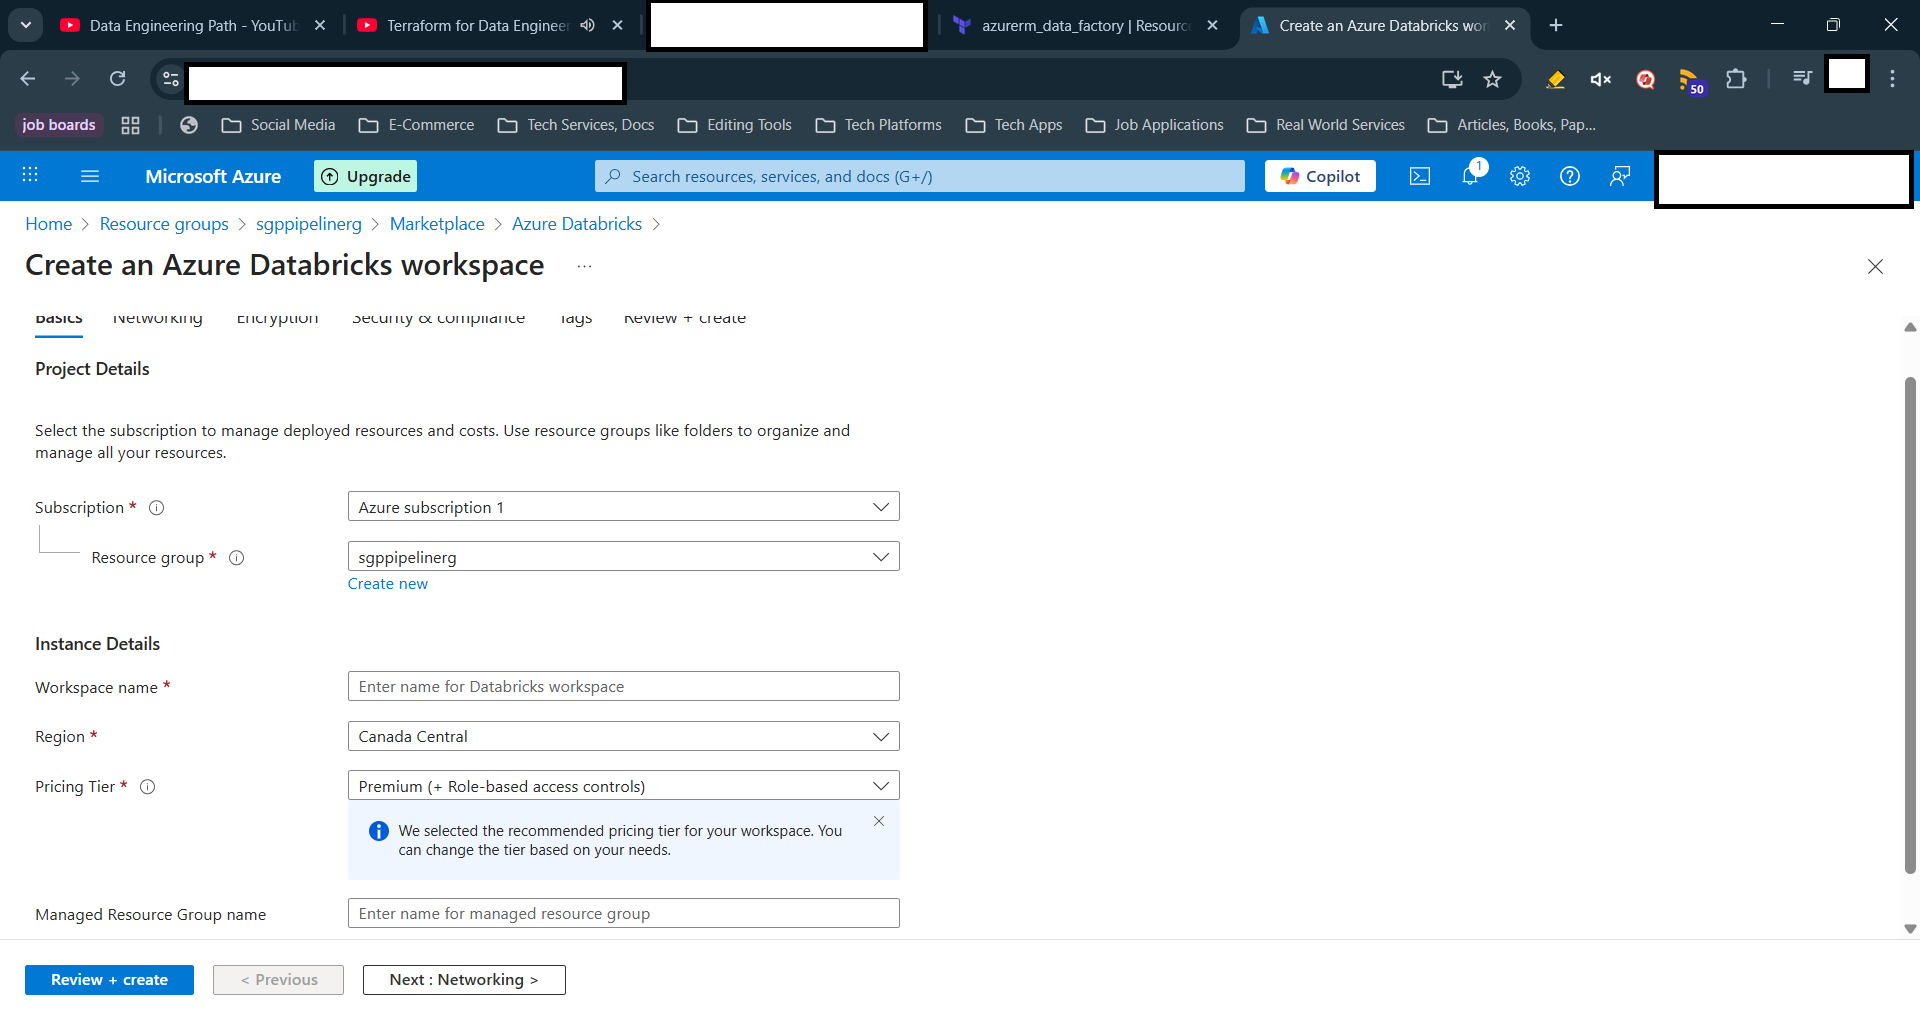 Data Engineering Path - YouTub
Terraform for Data Engineer
azurerm_data_factory | Resourc
Create an Azure Databricks wor
50
job boards
Social Media
E-Commerce
Tech Services, Docs
Editing Tools
Tech Platforms
Tech Apps
Job Applications
Real World Services
Articles, Books, Pap...
Microsoft Azure
Upgrade
Search resources, services, and docs (G+/)
Copilot
1
Home > Resource groups > sgppipelinerg > Marketplace > Azure Databricks >
Create an Azure Databricks workspace ...
Basics Networking Encryption Security & compliance Tags Review + create
Project Details
Select the subscription to manage deployed resources and costs. Use resource groups like folders to organize and
manage all your resources.
Subscription *
Azure subscription 1
Resource group *
sgppipelinerg
Create new
Instance Details
Workspace name *
Enter name for Databricks workspace
Region *
Canada Central
Pricing Tier *
Premium (+ Role-based access controls)
We selected the recommended pricing tier for your workspace. You
can change the tier based on your needs.
Managed Resource Group name
Enter name for managed resource group
Review + create
< Previous
Next : Networking >